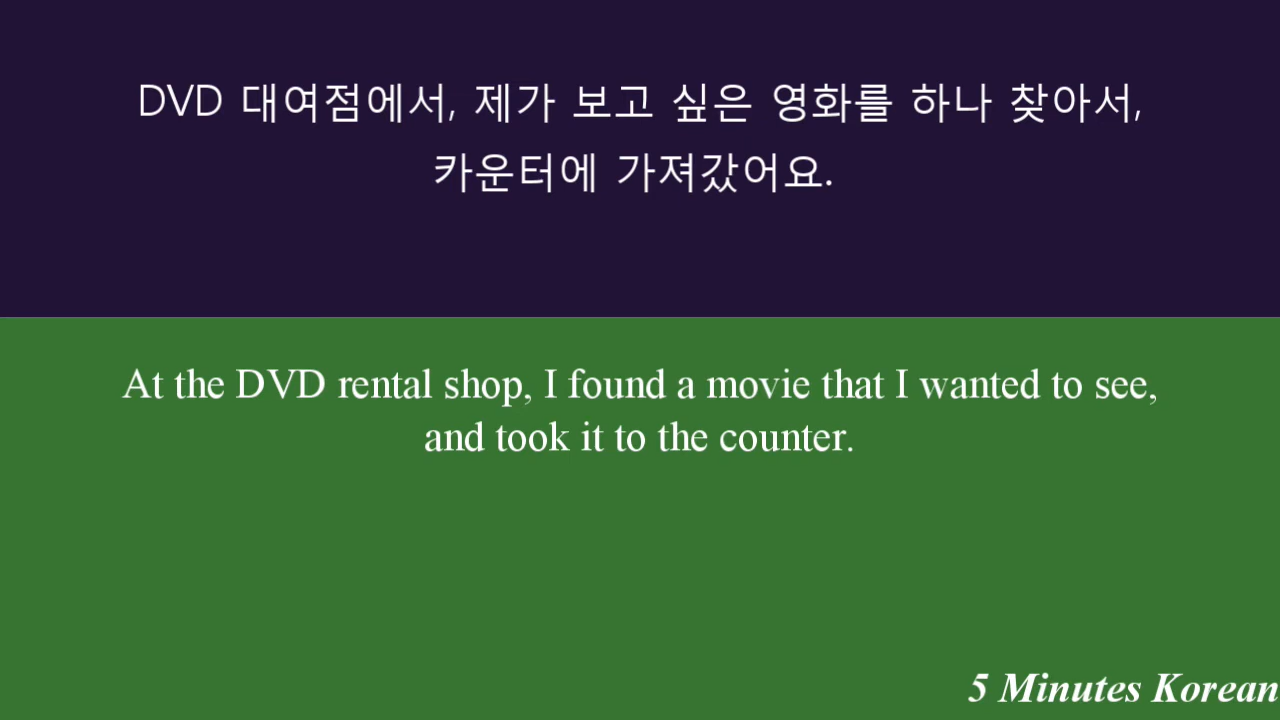 DVD 대여점에서, 제가 보고 싶은 영화를 하나 찾아서,
카운터에 가져갔어요.
At the DVD rental shop, I found a movie that I wanted to see,
and took it to the counter.
5 Minutes Korean